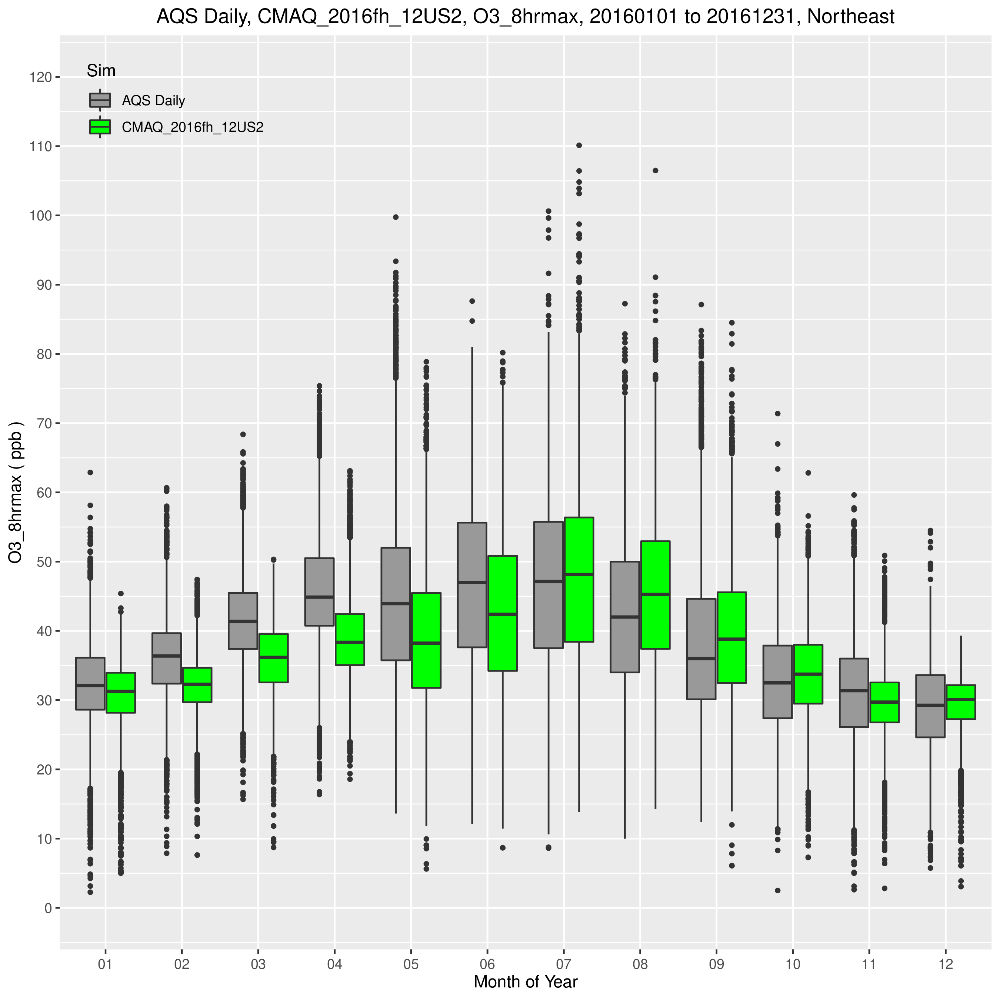 AQS Daily, CMAQ_2016fh_12US2, O3_8hrmax, 20160101 to 20161231, Northeast
Sim
AQS Daily
CMAQ_2016fh_12US2
120
110
100
90
80
70
60
50
40
30
20
10
0
O3_8hrmax ( ppb )
01 02 03 04 05 06 07 08 09 10 11 12
Month of Year